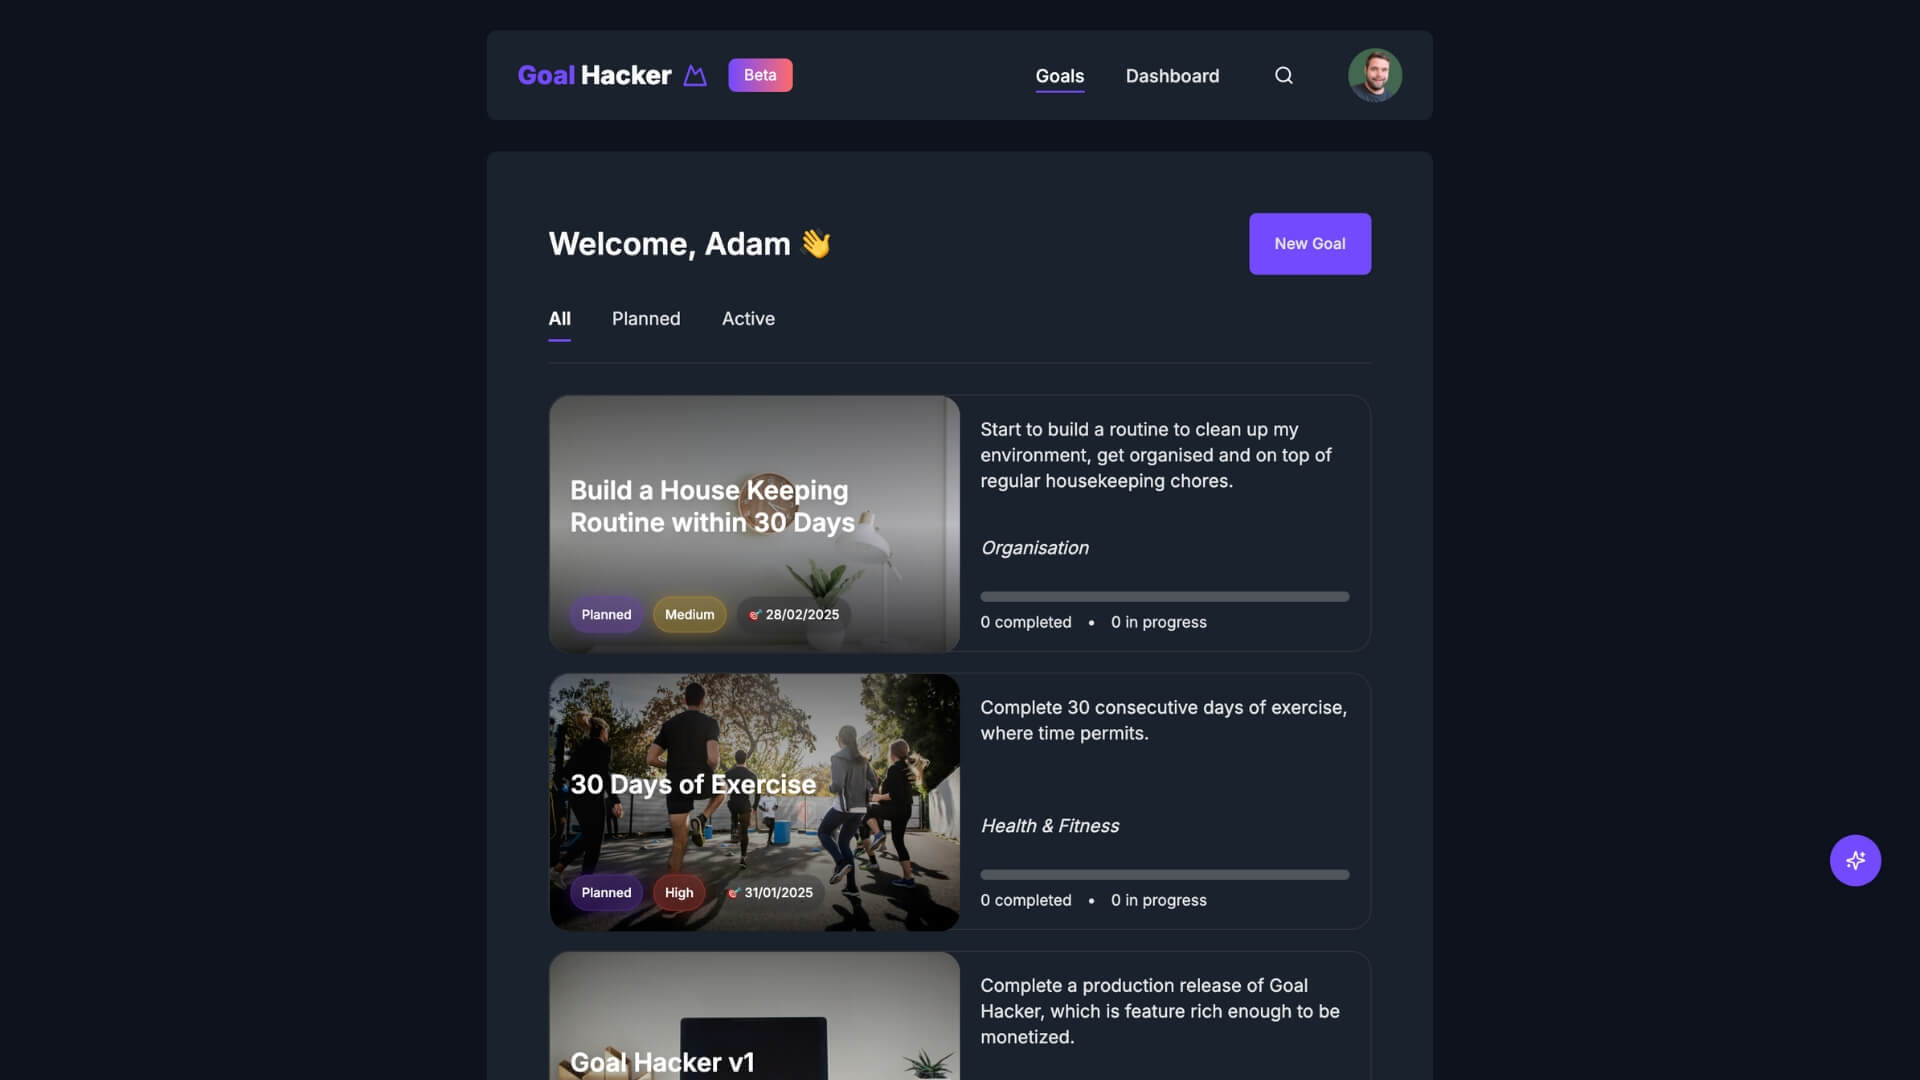 Goal Hacker
Beta
Goals
Dashboard
Welcome, Adam 👋
New Goal
All
Planned
Active
Build a House Keeping
Routine within 30 Days
Planned
Medium
🎯 28/02/2025
Start to build a routine to clean up my
environment, get organised and on top of
regular housekeeping chores.
Organisation
0 completed • 0 in progress
30 Days of Exercise
Planned
High
🎯 31/01/2025
Complete 30 consecutive days of exercise,
where time permits.
Health & Fitness
0 completed • 0 in progress
Goal Hacker v1
Complete a production release of Goal
Hacker, which is feature rich enough to be
monetized.